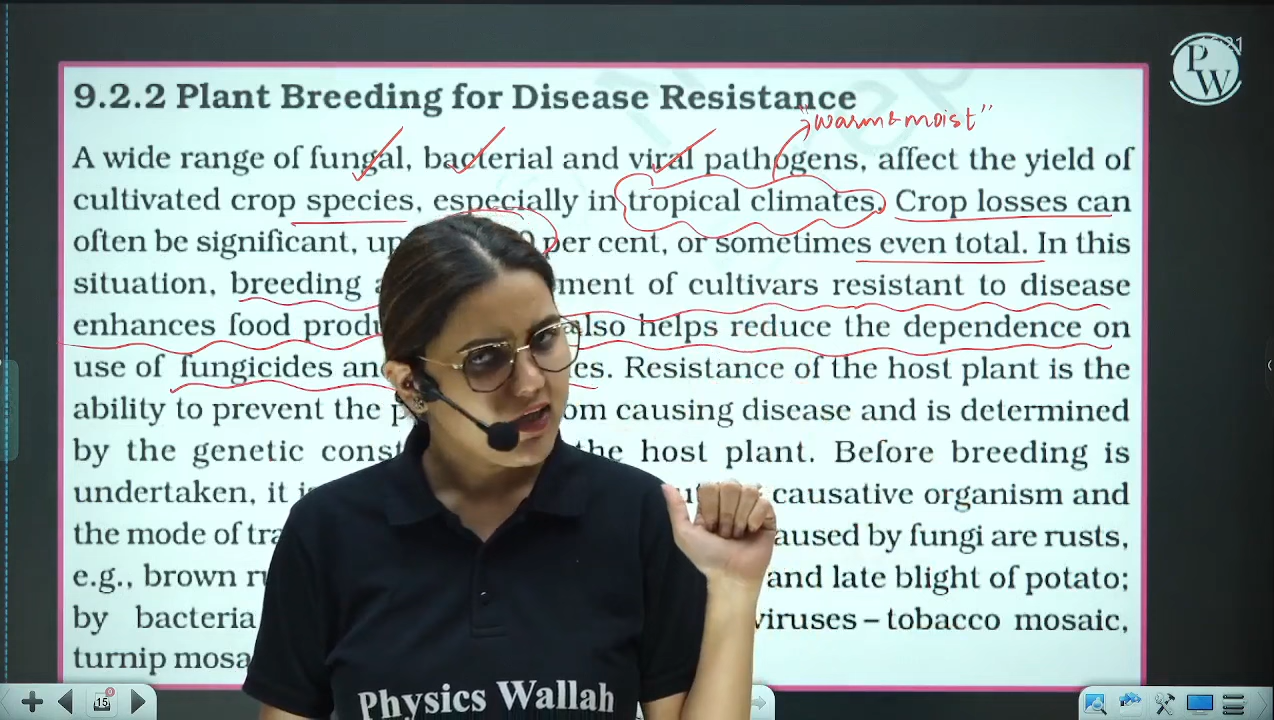 9.2.2 Plant Breeding for Disease Resistance
"warm & moist"
A wide range of fungal, bacterial and viral pathogens, affect the yield of
cultivated crop species, especially in tropical climates. Crop losses can
often be significant, up per cent, or sometimes even total. In this
situation, breeding ment of cultivars resistant to disease
enhances food produ also helps reduce the dependence on
use of fungicides an es. Resistance of the host plant is the
ability to prevent the p om causing disease and is determined
by the genetic const the host plant. Before breeding is
undertaken, it i causative organism and
the mode of tra aused by fungi are rusts,
e.g., brown ru and late blight of potato;
by bacteria viruses – tobacco mosaic,
turnip mosa
P
W
Physics Wallah
15